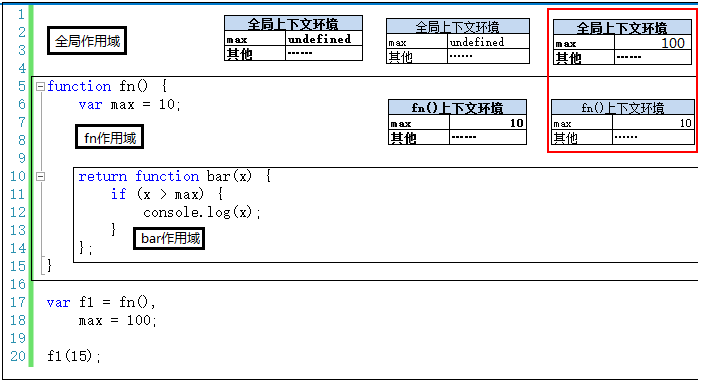 1
2
3
4
5
6
7
8
9
10
11
12
13
14
15
16
17
18
19
20
全局作用域
全局上下文环境
max undefined
其他 ······
全局上下文环境
max undefined
其他 ······
全局上下文环境
max 100
其他 ······
function fn() {
var max = 10;
fn作用域
fn()上下文环境
max 10
其他 ······
fn()上下文环境
max 10
其他 ······
return function bar(x) {
if (x > max) {
console.log(x);
}
bar作用域
};
}
var f1 = fn(),
max = 100;
f1(15);